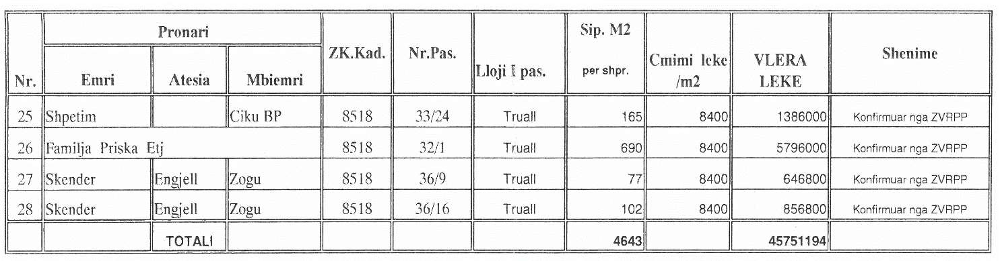 Nr. Pronari ZK.Kad. Nr.Pas. Lloji I pas. Sip. M2 per shpr. Cmimi leke /m2 VLERA LEKE Shenime
Emri Atesia Mbiemri
25 Shpetim Ciku BP 8518 33/24 Truall 165 8400 1386000 Konfirmuar nga ZVRPP
26 Familja Priska Etj 8518 32/1 Truall 690 8400 5796000 Konfirmuar nga ZVRPP
27 Skender Engjell Zogu 8518 36/9 Truall 77 8400 646800 Konfirmuar nga ZVRPP
28 Skender Engjell Zogu 8518 36/16 Truall 102 8400 856800 Konfirmuar nga ZVRPP
TOTALI 4643 45751194